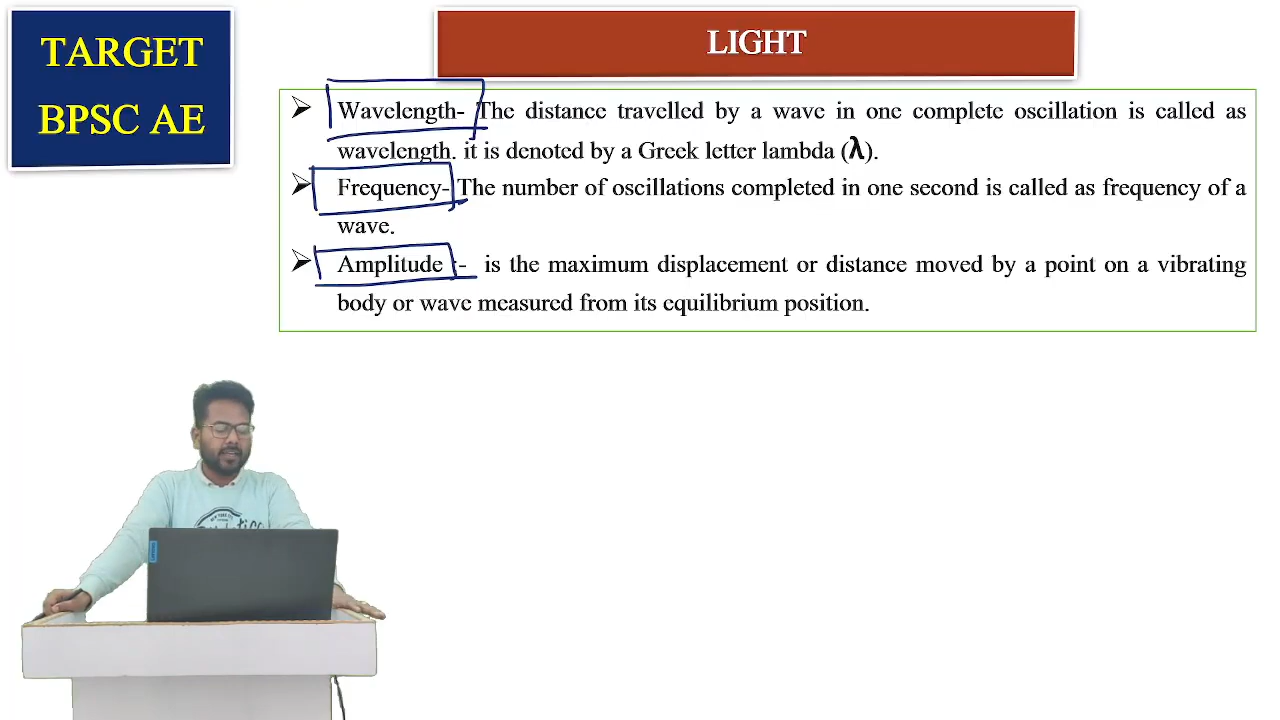 TARGET
BPSC AE
LIGHT
➢ Wavelength- The distance travelled by a wave in one complete oscillation is called as
wavelength. it is denoted by a Greek letter lambda (λ).
➢ Frequency- The number of oscillations completed in one second is called as frequency of a
wave.
➢ Amplitude :- is the maximum displacement or distance moved by a point on a vibrating
body or wave measured from its equilibrium position.